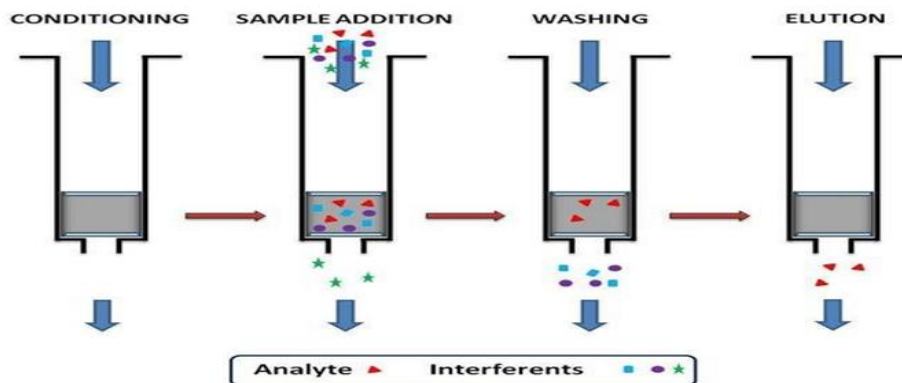 CONDITIONING SAMPLE ADDITION WASHING ELUTION
Analyte Interferents